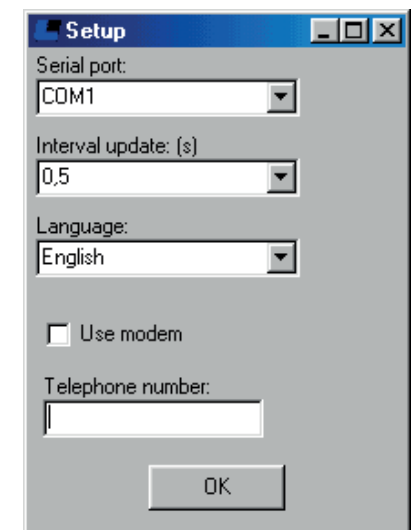 Setup
Serial port:
COM1
Interval update: (s)
0,5
Language:
English
Use modem
Telephone number:
OK